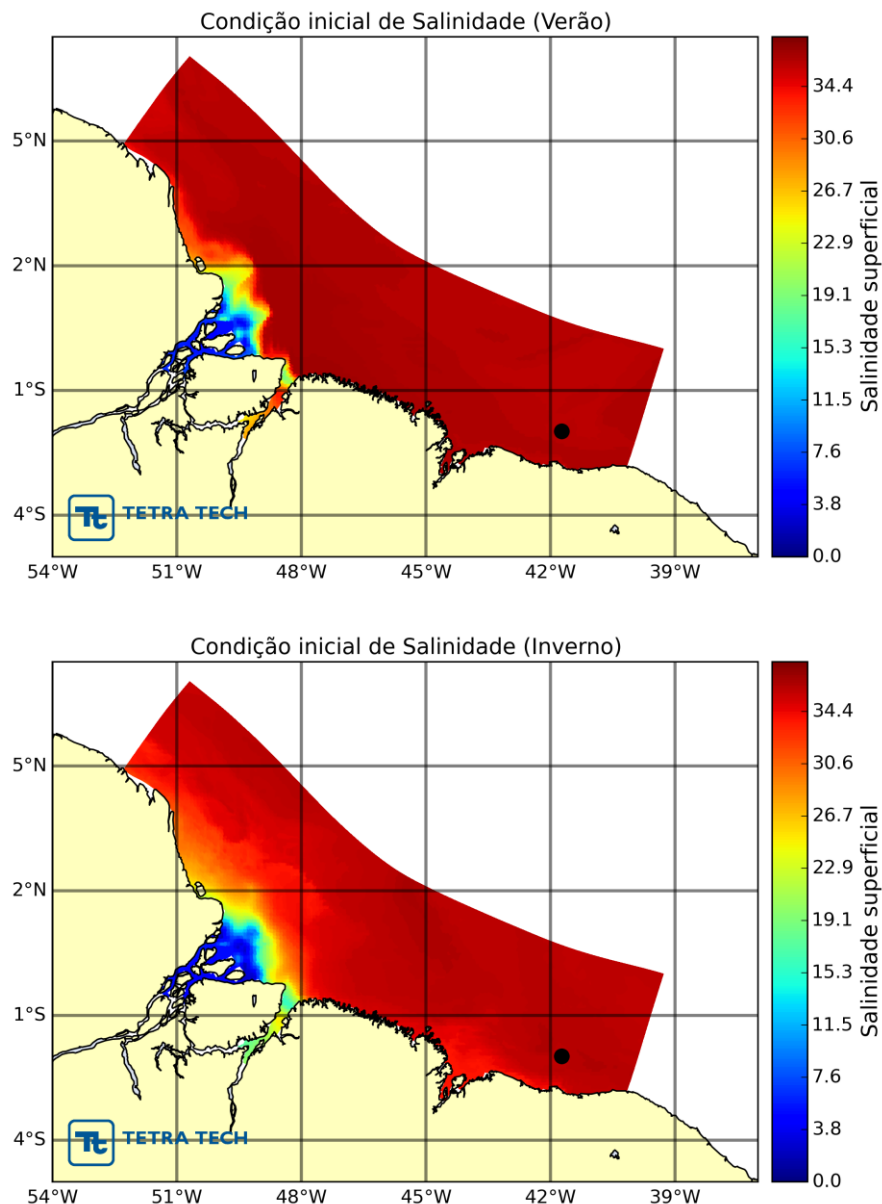 Condição inicial de Salinidade (Verão)
5°N
2°N
1°S
4°S
54°W 51°W 48°W 45°W 42°W 39°W
Tt TETRA TECH
34.4
30.6
26.7
22.9
19.1
15.3
11.5
7.6
3.8
0.0
Salinidade superficial
Condição inicial de Salinidade (Inverno)
5°N
2°N
1°S
4°S
54°W 51°W 48°W 45°W 42°W 39°W
Tt TETRA TECH
34.4
30.6
26.7
22.9
19.1
15.3
11.5
7.6
3.8
0.0
Salinidade superficial